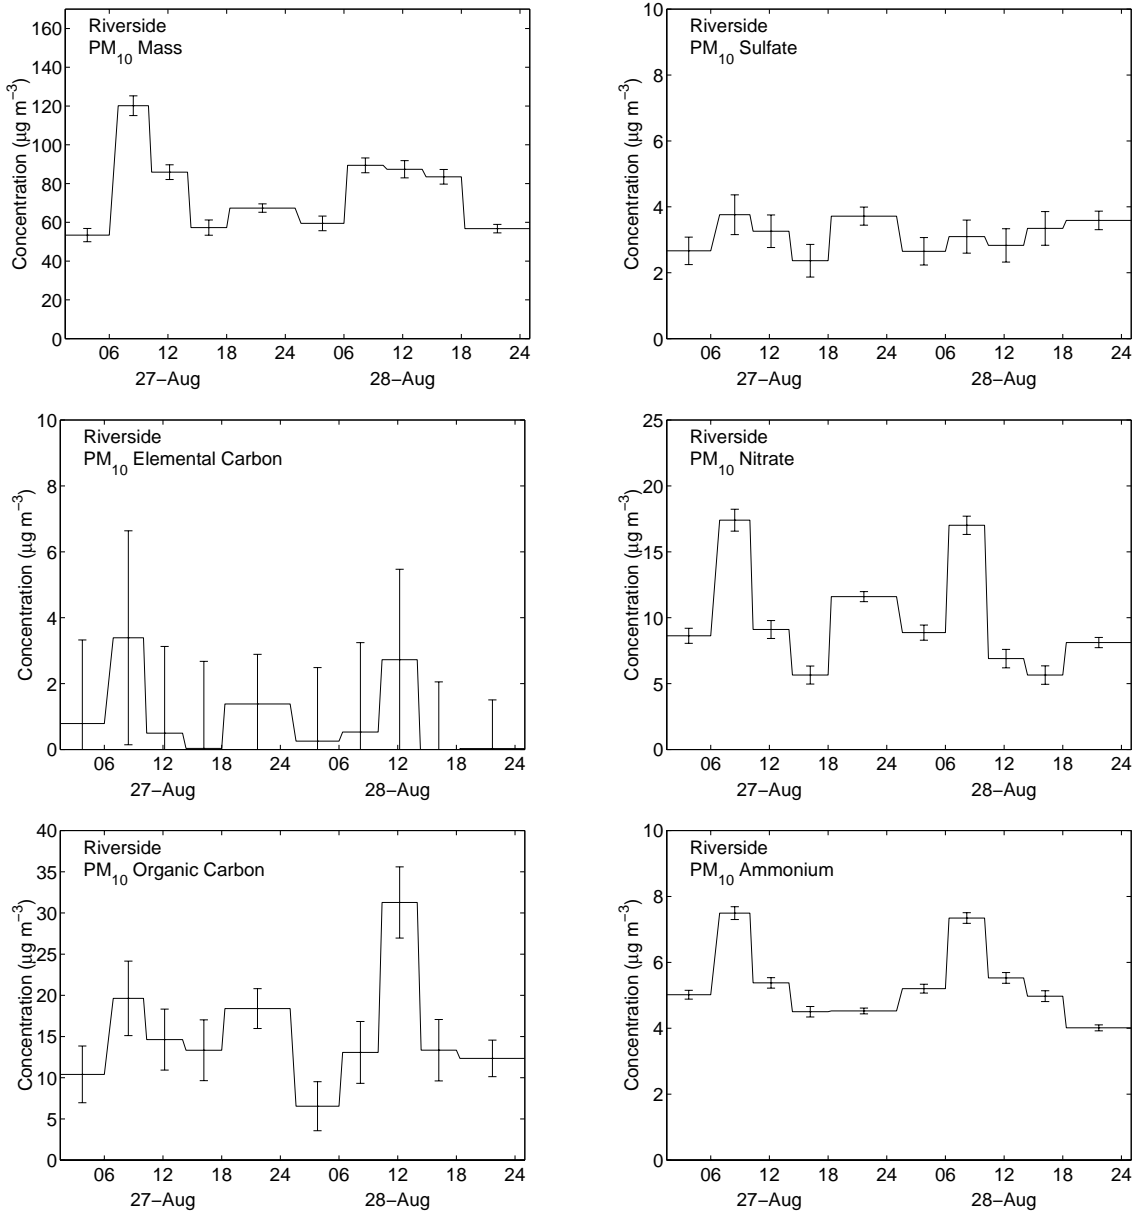 Riverside
PM10 Mass
Concentration (μg m−3)
160
140
120
100
80
60
40
20
0
06 12 18 24 06 12 18 24
27−Aug 28−Aug
Riverside
PM10 Sulfate
Concentration (μg m−3)
10
8
6
4
2
0
06 12 18 24 06 12 18 24
27−Aug 28−Aug
Riverside
PM10 Elemental Carbon
Concentration (μg m−3)
10
8
6
4
2
0
06 12 18 24 06 12 18 24
27−Aug 28−Aug
Riverside
PM10 Nitrate
Concentration (μg m−3)
25
20
15
10
5
0
06 12 18 24 06 12 18 24
27−Aug 28−Aug
Riverside
PM10 Organic Carbon
Concentration (μg m−3)
40
35
30
25
20
15
10
5
0
06 12 18 24 06 12 18 24
27−Aug 28−Aug
Riverside
PM10 Ammonium
Concentration (μg m−3)
10
8
6
4
2
0
06 12 18 24 06 12 18 24
27−Aug 28−Aug